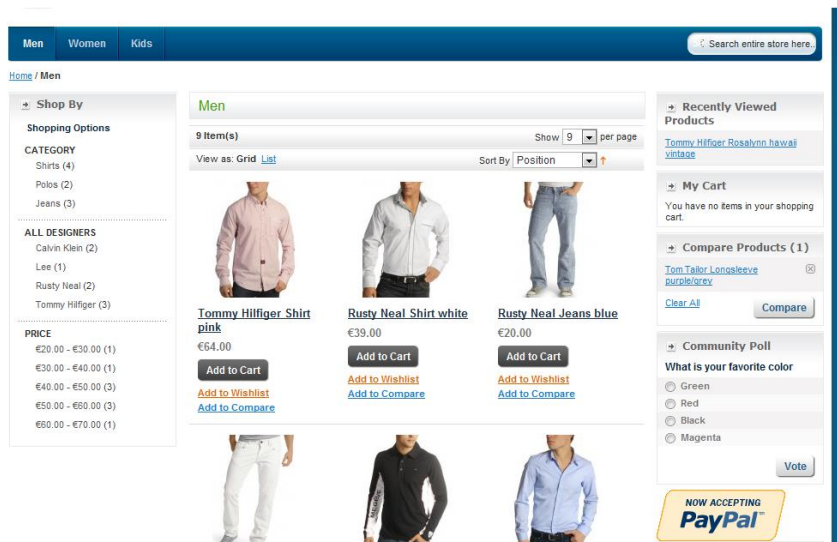 Men Women Kids
Search entire store here..
Home / Men
Shop By
Shopping Options
CATEGORY
Shirts (4)
Polos (2)
Jeans (3)
ALL DESIGNERS
Calvin Klein (2)
Lee (1)
Rusty Neal (2)
Tommy Hilfiger (3)
PRICE
€20.00 - €30.00 (1)
€30.00 - €40.00 (1)
€40.00 - €50.00 (3)
€50.00 - €60.00 (3)
€60.00 - €70.00 (1)
Men
9 Item(s)
Show 9 per page
View as: Grid List
Sort By Position
Tommy Hilfiger Shirt
pink
€64.00
Add to Cart
Add to Wishlist
Add to Compare
Rusty Neal Shirt white
€39.00
Add to Cart
Add to Wishlist
Add to Compare
Rusty Neal Jeans blue
€20.00
Add to Cart
Add to Wishlist
Add to Compare
Recently Viewed
Products
Tommy Hilfiger Rosalynn hawaii
vintage
My Cart
You have no items in your shopping
cart.
Compare Products (1)
Tom Tailor Longsleeve
purple/grey
Clear All
Compare
Community Poll
What is your favorite color
Green
Red
Black
Magenta
Vote
NOW ACCEPTING
PayPal